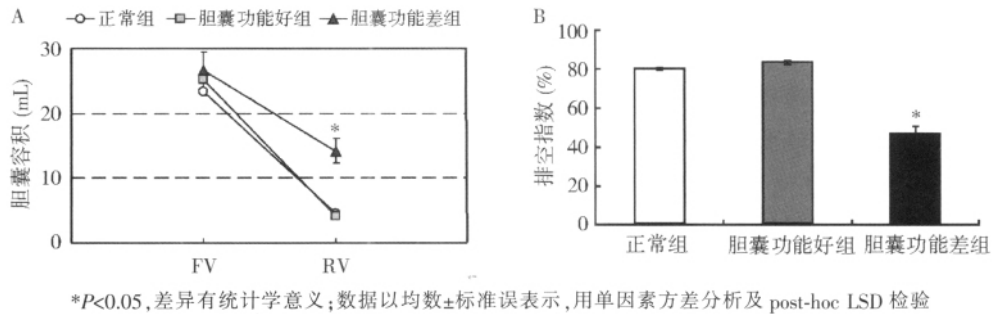 A
正常组 胆囊功能好组 胆囊功能差组
30
20
10
0
胆囊容积 (mL)
*
FV RV
B
100
80
60
40
20
0
排空指数 (%)
*
正常组 胆囊功能好组 胆囊功能差组
*P<0.05,差异有统计学意义;数据以均数±标准误表示,用单因素方差分析及 post-hoc LSD 检验